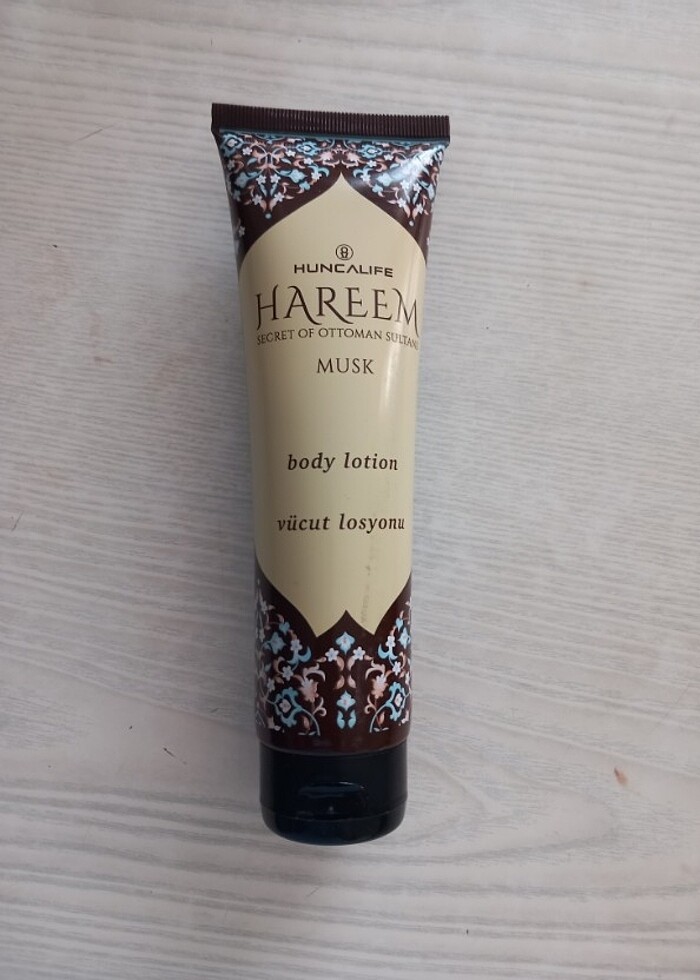 HUNCALIFE
HAREEM
SECRET OF OTTOMAN SULTANS
MUSK
body lotion
vücut losyonu